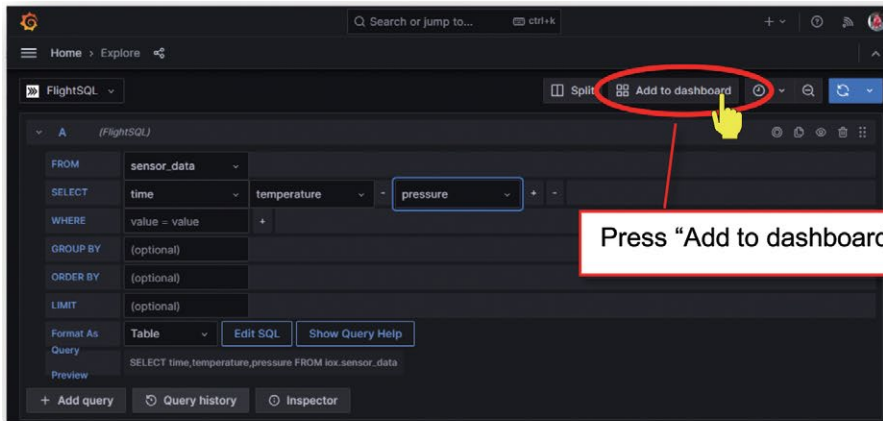 Search or jump to... ctrl+k
Home › Explore
FlightSQL Split Add to dashboard
A (FlightSQL)
FROM sensor_data
SELECT time temperature - pressure + -
WHERE value = value +
GROUP BY (optional)
ORDER BY (optional)
LIMIT (optional)
Format As Table Edit SQL Show Query Help
Query Preview SELECT time,temperature,pressure FROM iox.sensor_data
+ Add query Query history Inspector
Press “Add to dashboard